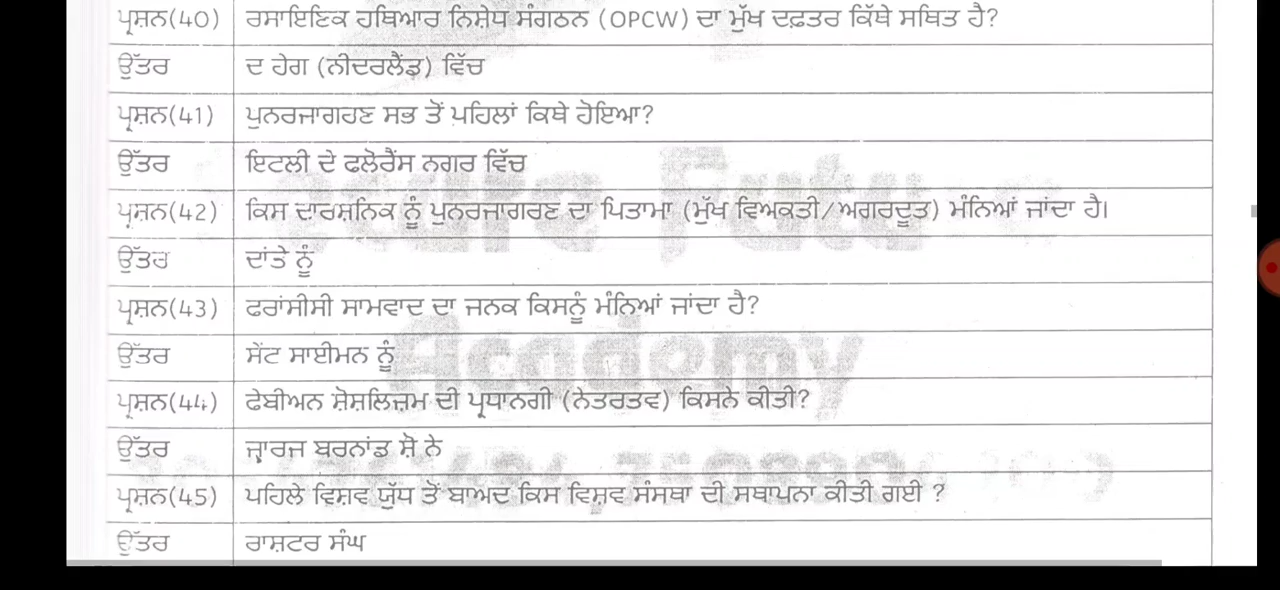 ਪ੍ਰਸ਼ਨ(40) ਰਸਾਇਣਿਕ ਹਥਿਆਰ ਨਿਸ਼ੇਧ ਸੰਗਠਨ (OPCW) ਦਾ ਮੁੱਖ ਦਫ਼ਤਰ ਕਿੱਥੇ ਸਥਿਤ ਹੈ?
ਉੱਤਰ ਦ ਹੇਗ (ਨੀਦਰਲੈਂਡ) ਵਿੱਚ
ਪ੍ਰਸ਼ਨ(41) ਪੁਨਰਜਾਗਹਣ ਸਭ ਤੋਂ ਪਹਿਲਾਂ ਕਿਥੇ ਹੋਇਆ?
ਉੱਤਰ ਇਟਲੀ ਦੇ ਫਲੋਰੈਂਸ ਨਗਰ ਵਿੱਚ
ਪ੍ਰਸ਼ਨ(42) ਕਿਸ ਦਾਰਸ਼ਨਿਕ ਨੂੰ ਪੁਨਰਜਾਗਰਣ ਦਾ ਪਿਤਾਮਾ (ਮੁੱਖ ਵਿਅਕਤੀ/ਅਗਰਦੂਤ) ਮੰਨਿਆਂ ਜਾਂਦਾ ਹੈ।
ਉੱਤਰ ਦਾਂਤੇ ਨੂੰ
ਪ੍ਰਸ਼ਨ(43) ਫਰਾਂਸੀਸੀ ਸਾਮਵਾਦ ਦਾ ਜਨਕ ਕਿਸਨੂੰ ਮੰਨਿਆਂ ਜਾਂਦਾ ਹੈ?
ਉੱਤਰ ਸੇਂਟ ਸਾਈਮਨ ਨੂੰ
ਪ੍ਰਸ਼ਨ(44) ਫੇਬੀਅਨ ਸ਼ੋਸ਼ਲਿਜ਼ਮ ਦੀ ਪ੍ਰਧਾਨਗੀ (ਨੇਤਰਤਵ) ਕਿਸਨੇ ਕੀਤੀ?
ਉੱਤਰ ਜ੍ਹਾਰਜ ਬਰਨਾਂਡ ਸ਼ੋ ਨੇ
ਪ੍ਰਸ਼ਨ(45) ਪਹਿਲੇ ਵਿਸ਼ਵ ਯੁੱਧ ਤੋਂ ਬਾਅਦ ਕਿਸ ਵਿਸ਼ਵ ਸੰਸਥਾ ਦੀ ਸਥਾਪਨਾ ਕੀਤੀ ਗਈ ?
ਉੱਤਰ ਰਾਸ਼ਟਰ ਸੰਘ
Academy